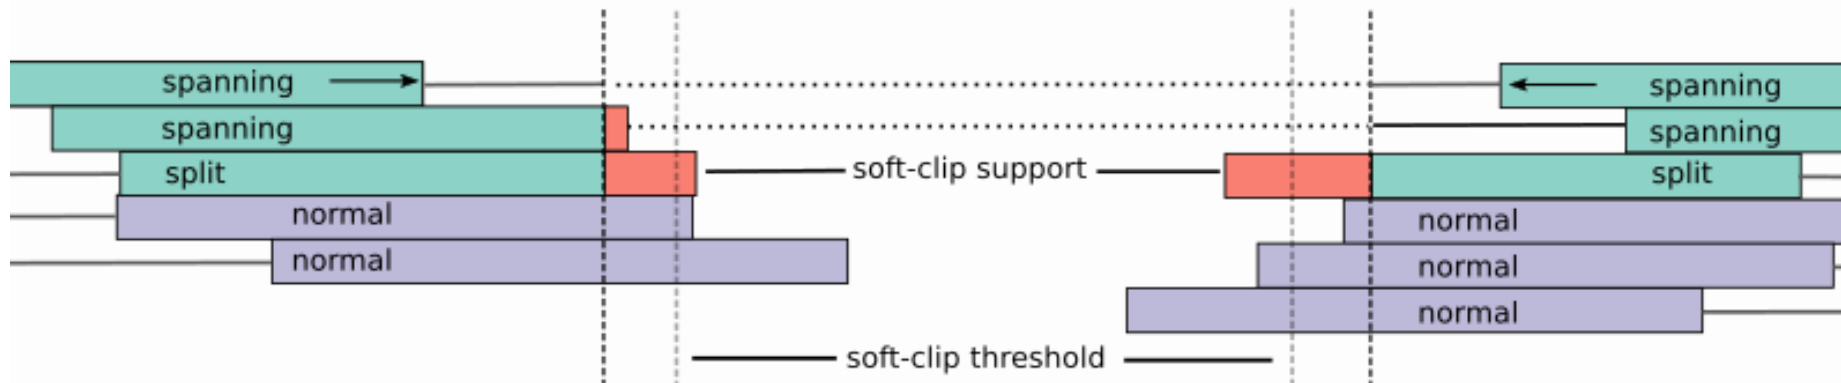 spanning spanning
spanning spanning
split soft-clip support split
normal normal
normal normal
normal
soft-clip threshold